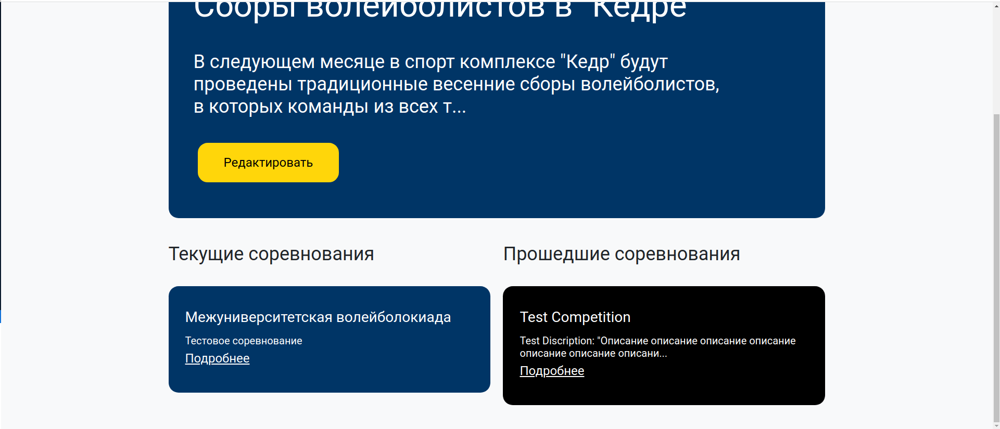 Сборы волейболистов в "Кедре
В следующем месяце в спорт комплексе "Кедр" будут
проведены традиционные весенние сборы волейболистов,
в которых команды из всех т...
Редактировать
Текущие соревнования
Прошедшие соревнования
Межуниверситетская волейболокиада
Тестовое соревнование
Подробнее
Test Competition
Test Discription: "Описание описание описание описание
описание описание описани...
Подробнее